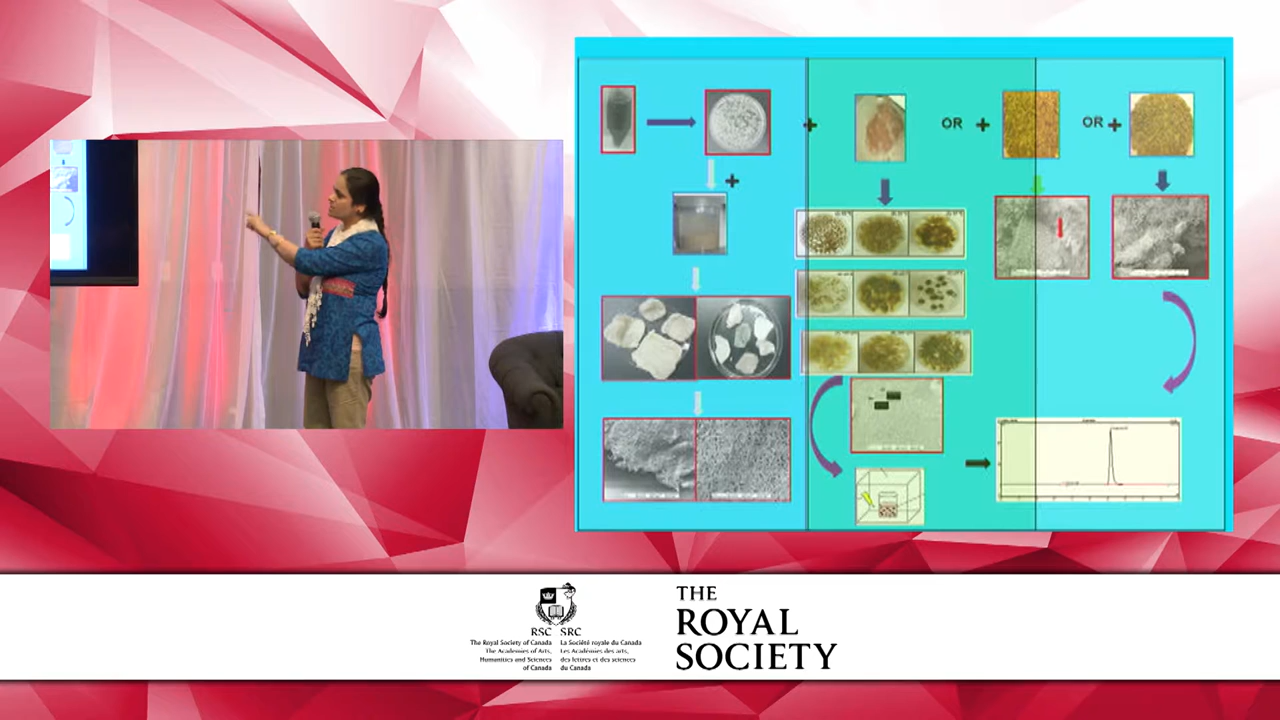 +
+
OR
+
OR
+
RSC SRC
The Royal Society of Canada
The Academies of Arts,
Humanities and Sciences
of Canada
La Société royale du Canada
Les Académies des arts,
des lettres et des sciences
du Canada
THE
ROYAL
SOCIETY